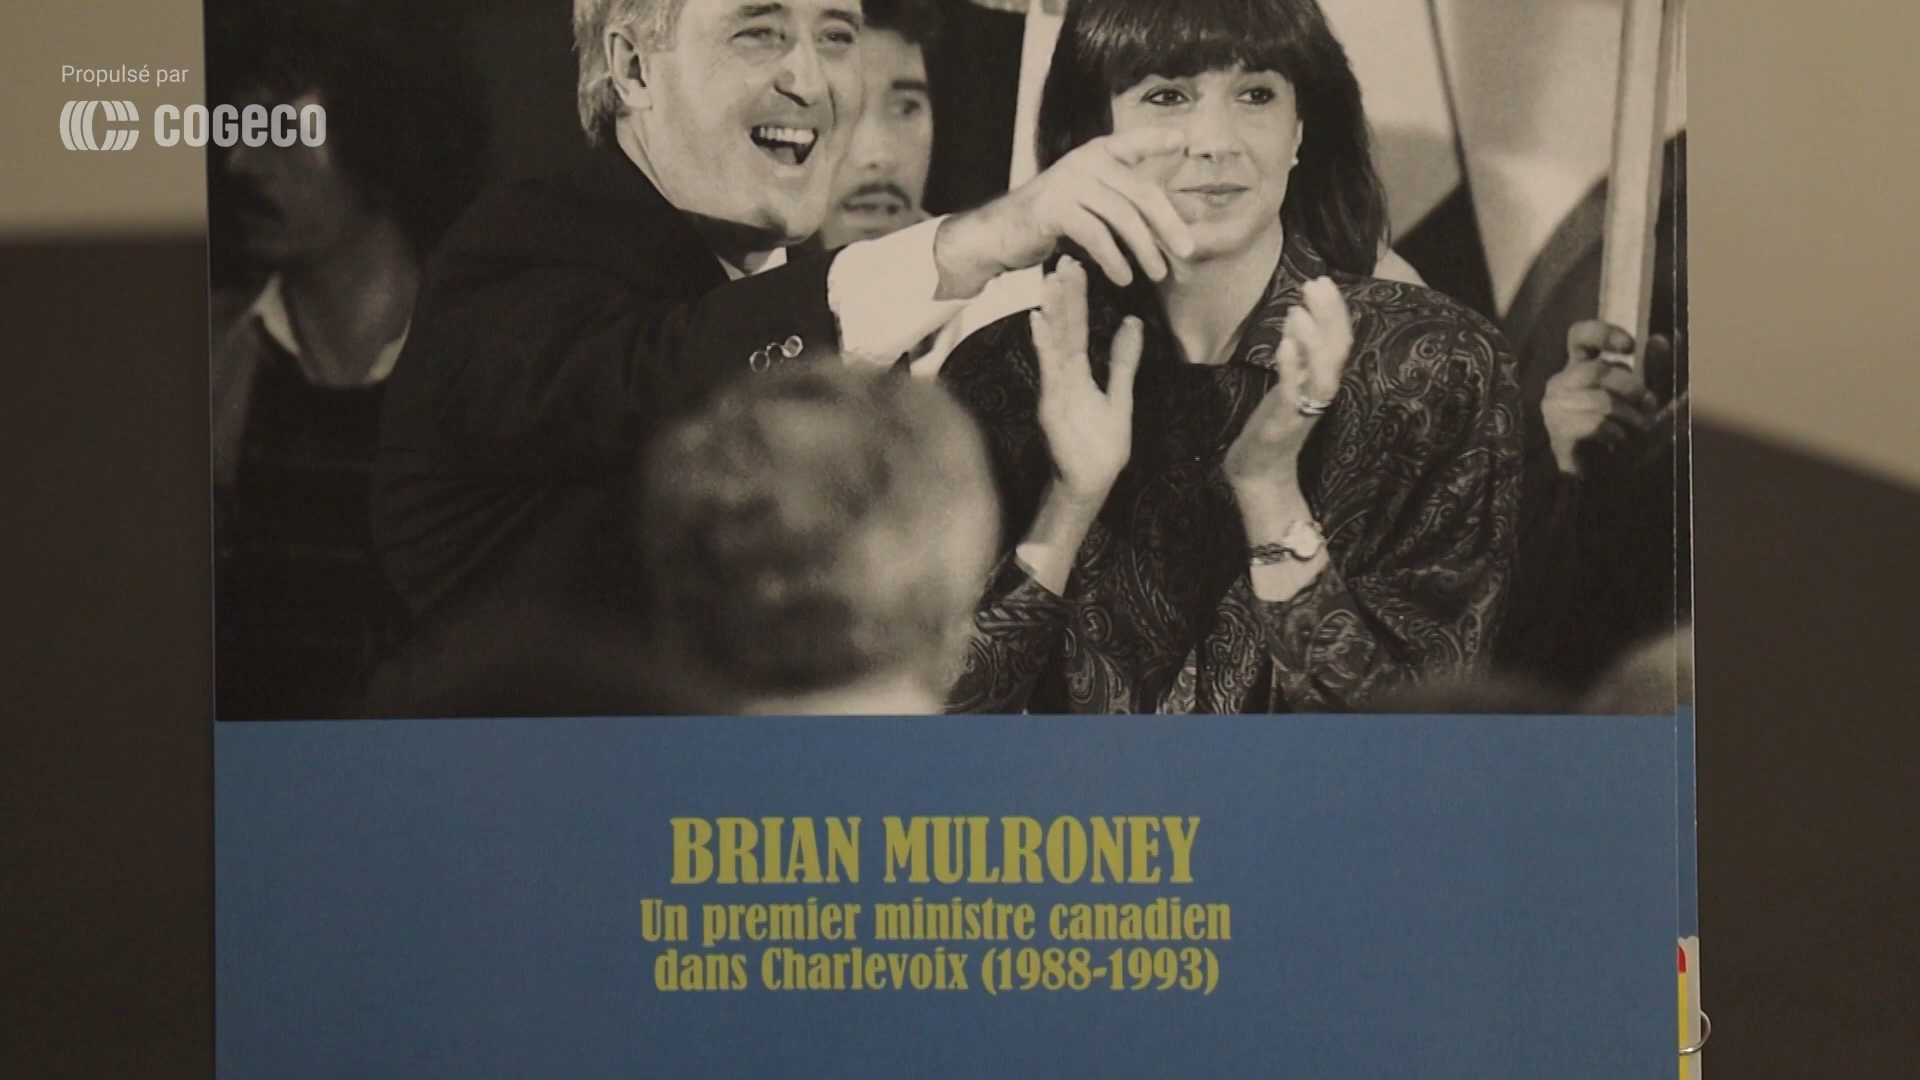 Propulsé par
COGECO
BRIAN MULRONEY
Un premier ministre canadien
dans Charlevoix (1988-1993)